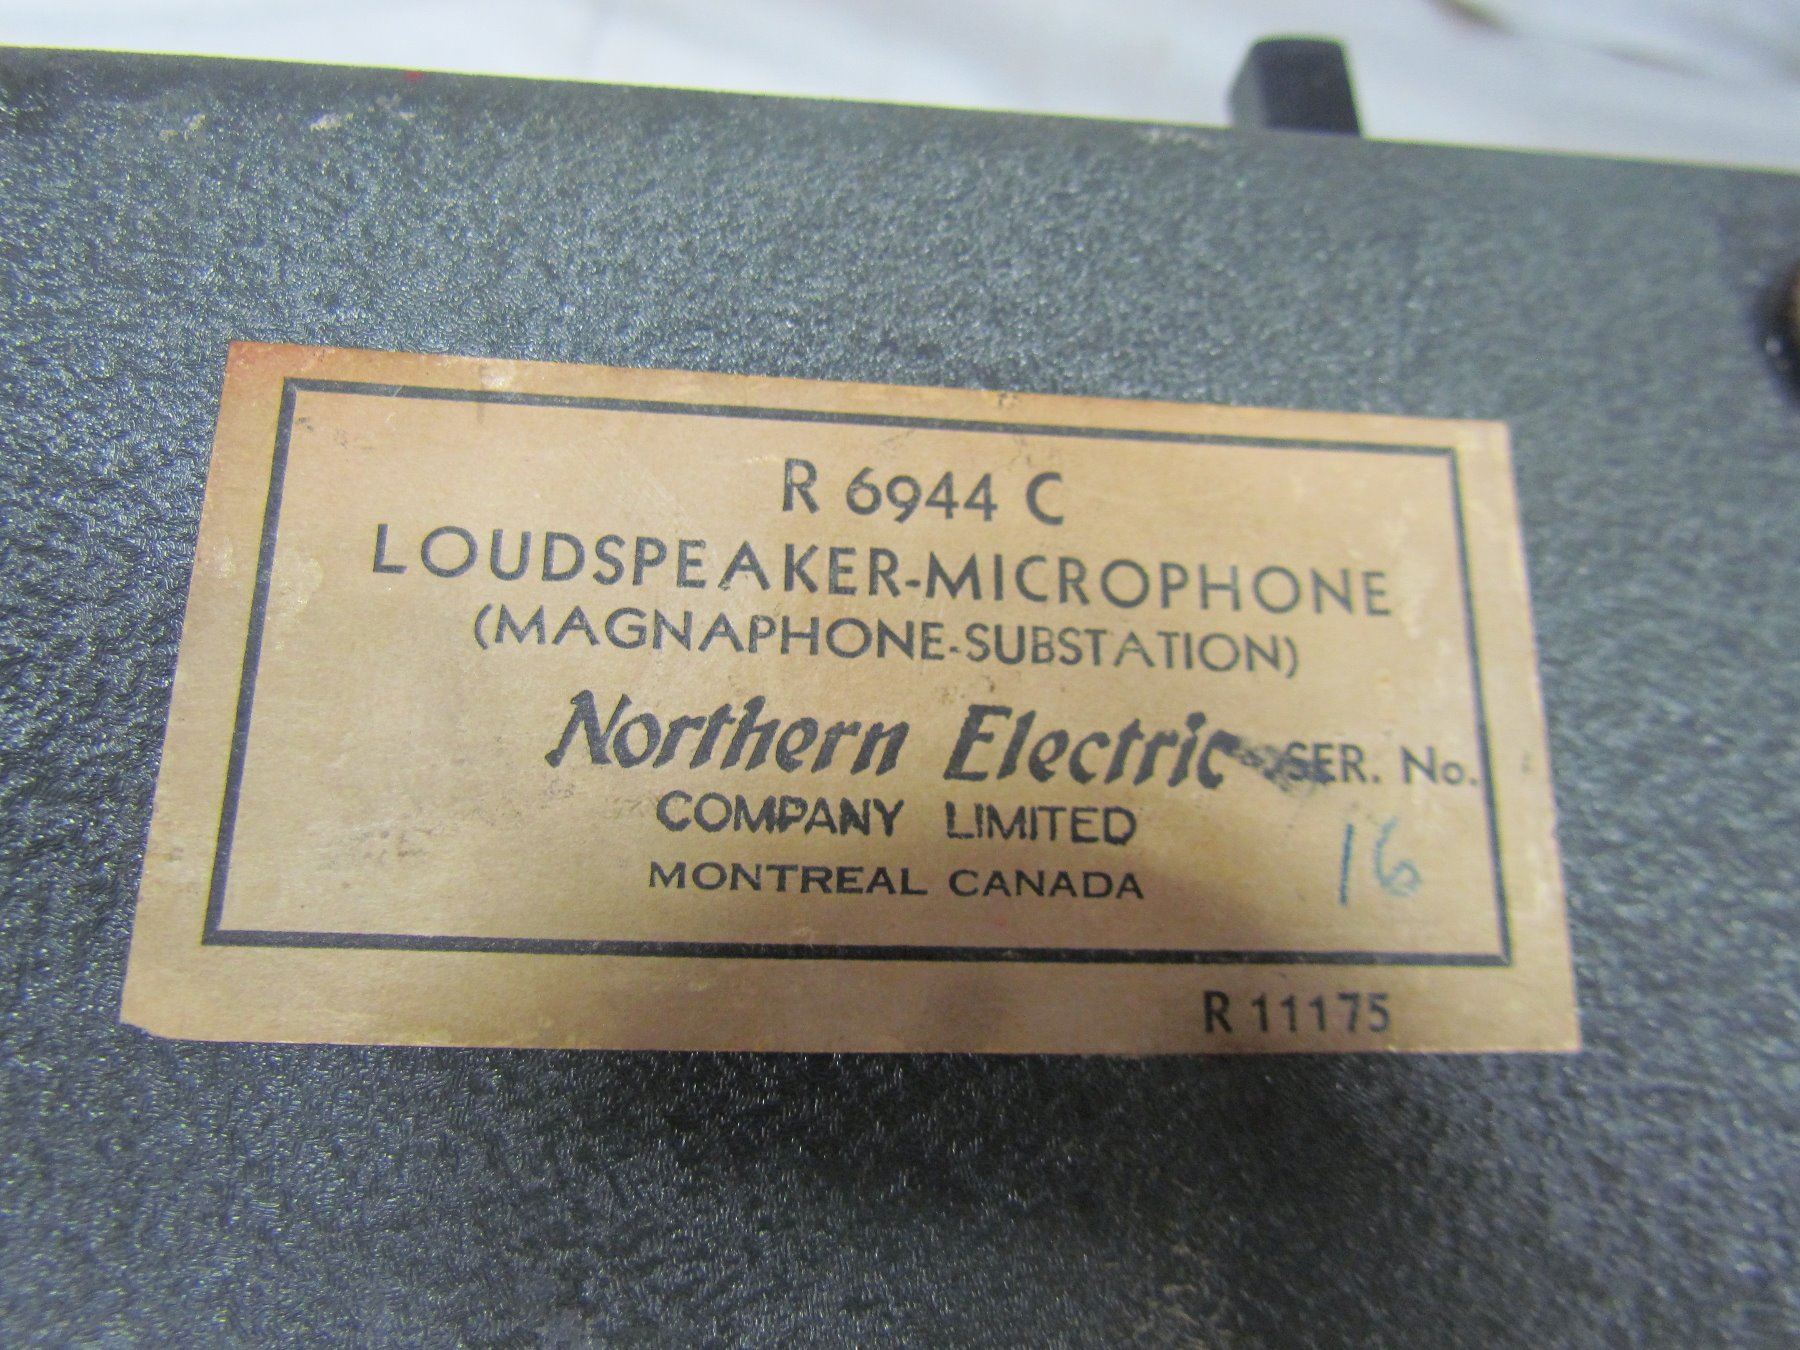 R 6944 C
LOUDSPEAKER-MICROPHONE
(MAGNAPHONE-SUBSTATION)
Northern Electric SER. No.
COMPANY LIMITED 16
MONTREAL CANADA
R 11175